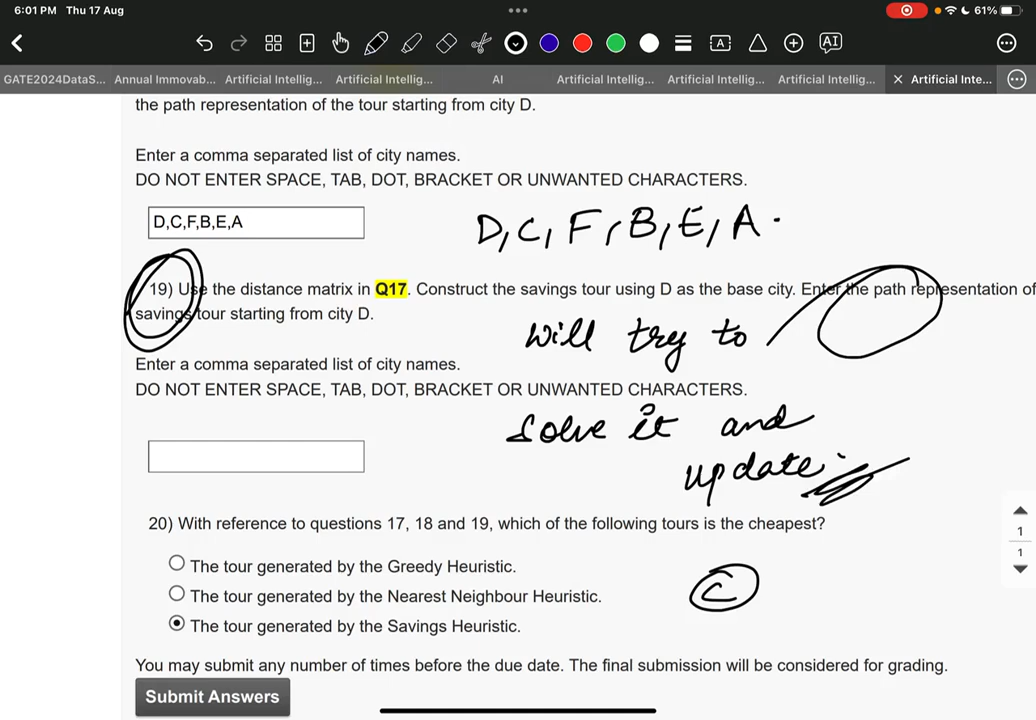 6:01 PM Thu 17 Aug
61%
GATE2024DataS... Annual Immovab... Artificial Intellig... Artificial Intellig... AI Artificial Intellig... Artificial Intellig... Artificial Intellig... Artificial Inte...
the path representation of the tour starting from city D.
Enter a comma separated list of city names.
DO NOT ENTER SPACE, TAB, DOT, BRACKET OR UNWANTED CHARACTERS.
D,C,F,B,E,A
D, C, F, B, E, A.
19) Use the distance matrix in Q17. Construct the savings tour using D as the base city. Enter the path representation of
savings tour starting from city D.
will try to
Enter a comma separated list of city names.
DO NOT ENTER SPACE, TAB, DOT, BRACKET OR UNWANTED CHARACTERS.
solve it and
update.
20) With reference to questions 17, 18 and 19, which of the following tours is the cheapest?
The tour generated by the Greedy Heuristic.
C
The tour generated by the Nearest Neighbour Heuristic.
The tour generated by the Savings Heuristic.
You may submit any number of times before the due date. The final submission will be considered for grading.
Submit Answers
1
1